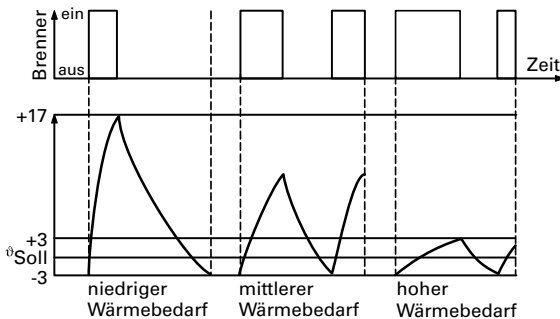 Brenner
ein
aus
Zeit
+17
+3
ϑSoll
-3
niedriger
Wärmebedarf
mittlerer
Wärmebedarf
hoher
Wärmebedarf